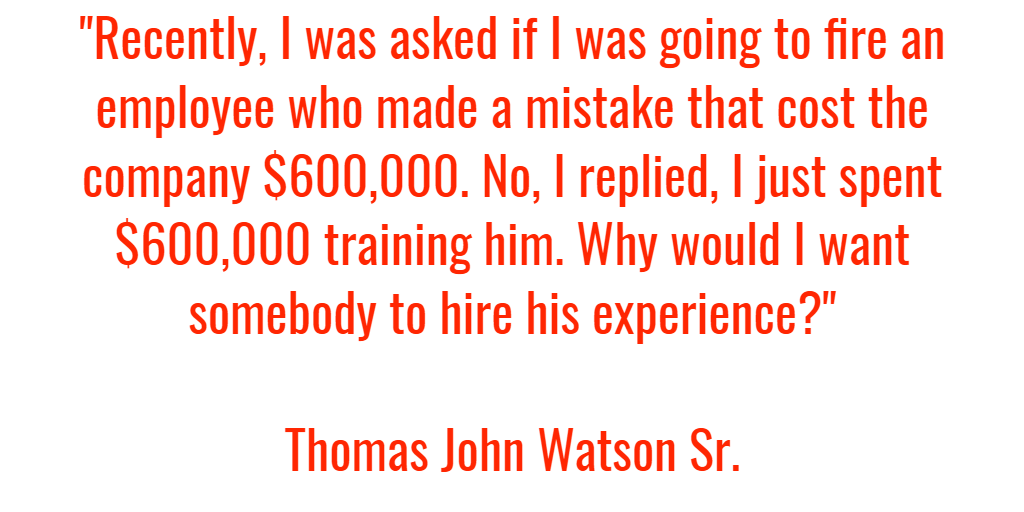 "Recently, I was asked if I was going to fire an
employee who made a mistake that cost the
company $600,000. No, I replied, I just spent
$600,000 training him. Why would I want
somebody to hire his experience?"
Thomas John Watson Sr.